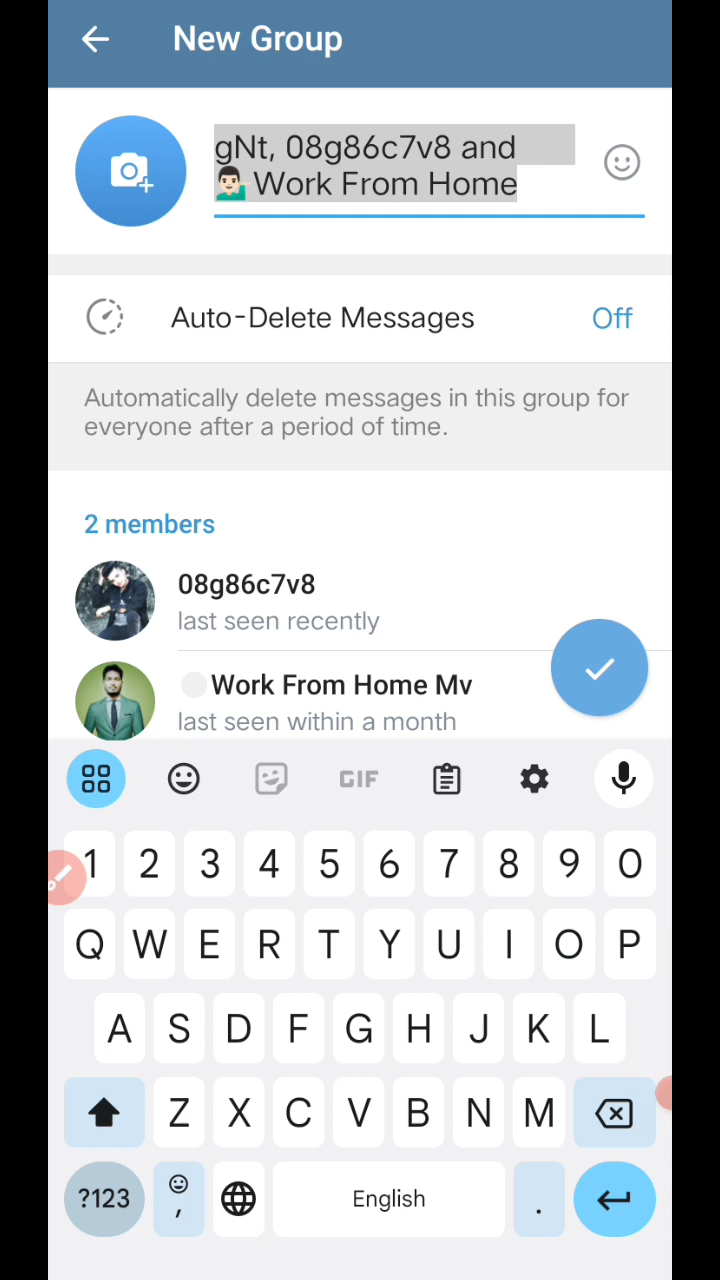 New Group
gNt, 08g86c7v8 and
💁🏻‍♂️Work From Home
Auto-Delete Messages Off
Automatically delete messages in this group for
everyone after a period of time.
2 members
08g86c7v8
last seen recently
Work From Home Mv
last seen within a month
GIF
1 2 3 4 5 6 7 8 9 0
Q W E R T Y U I O P
A S D F G H J K L
Z X C V B N M
?123 , English .